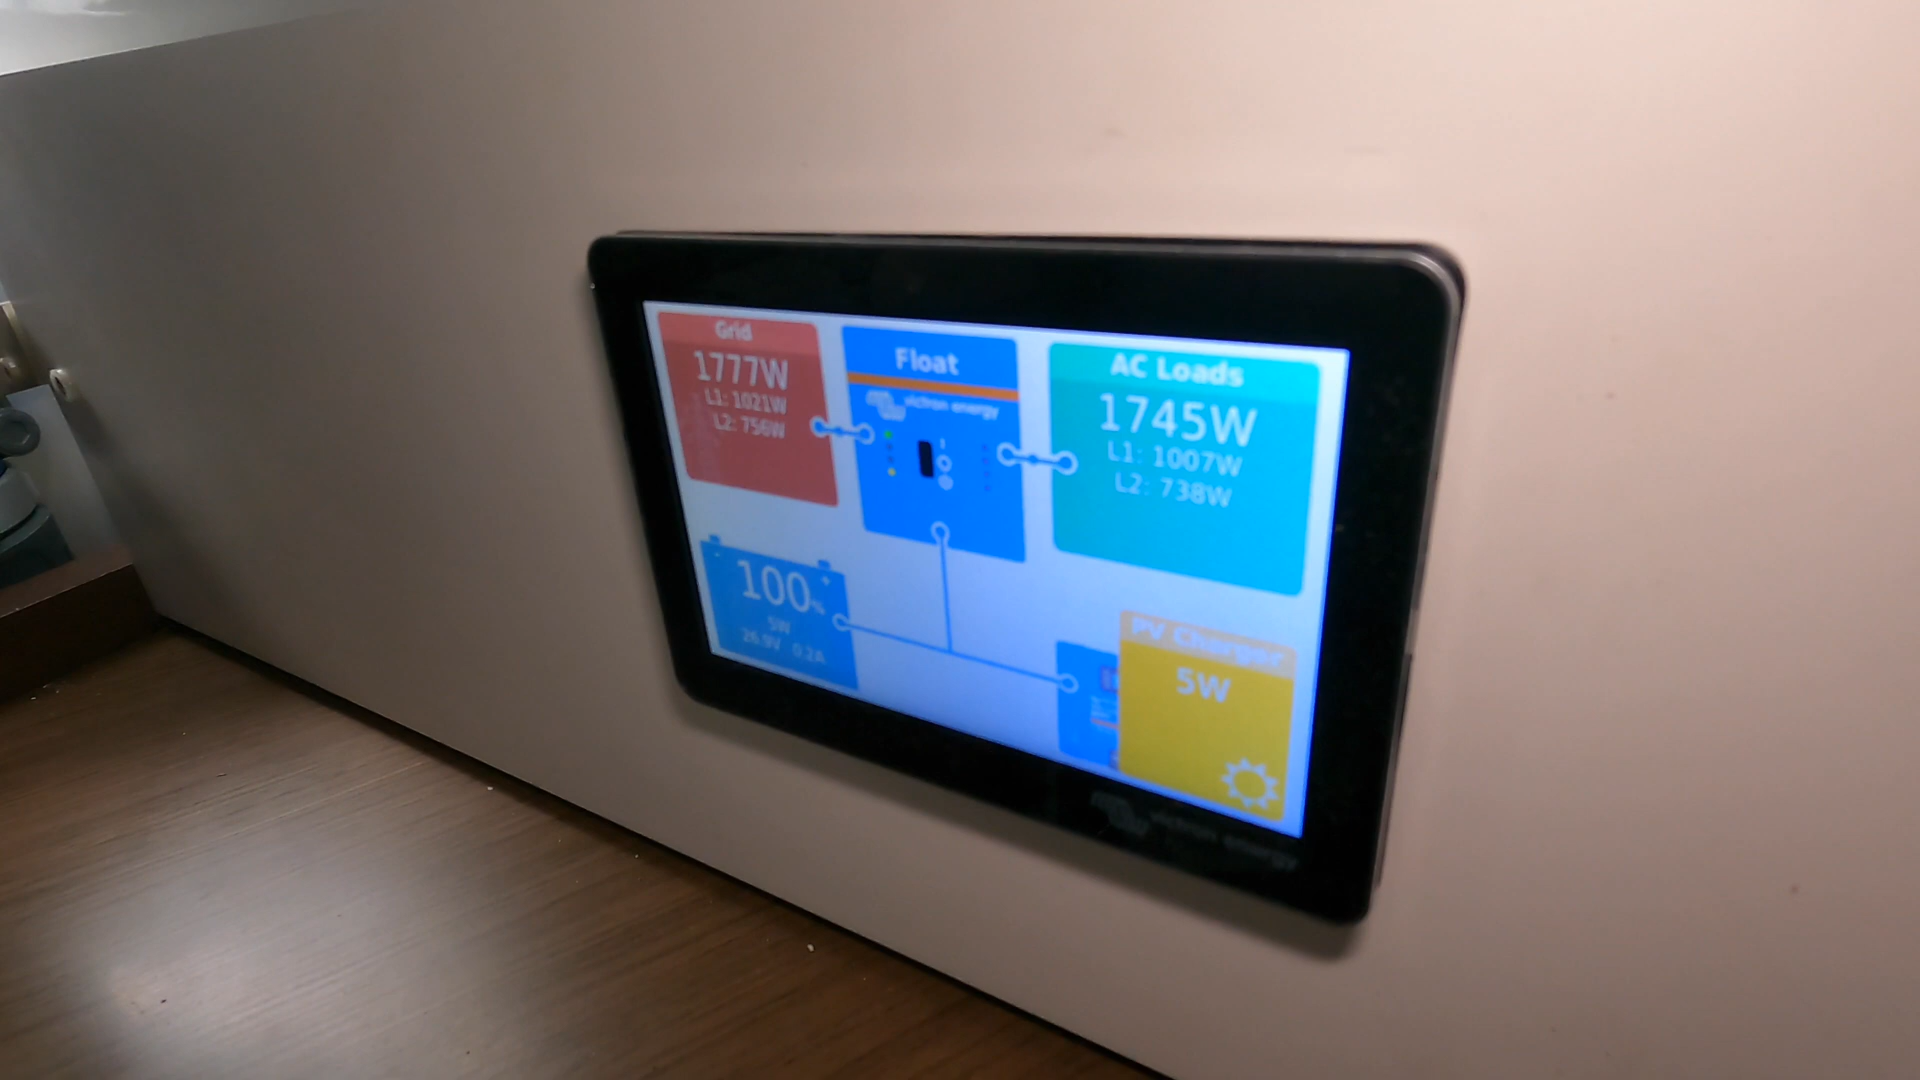 Grid
1777W
L1: 1021W
L2: 756W
Float
victron energy
AC Loads
1745W
L1: 1007W
L2: 738W
100%
5W
26.9V 0.2A
PV Charger
5W
victron energy